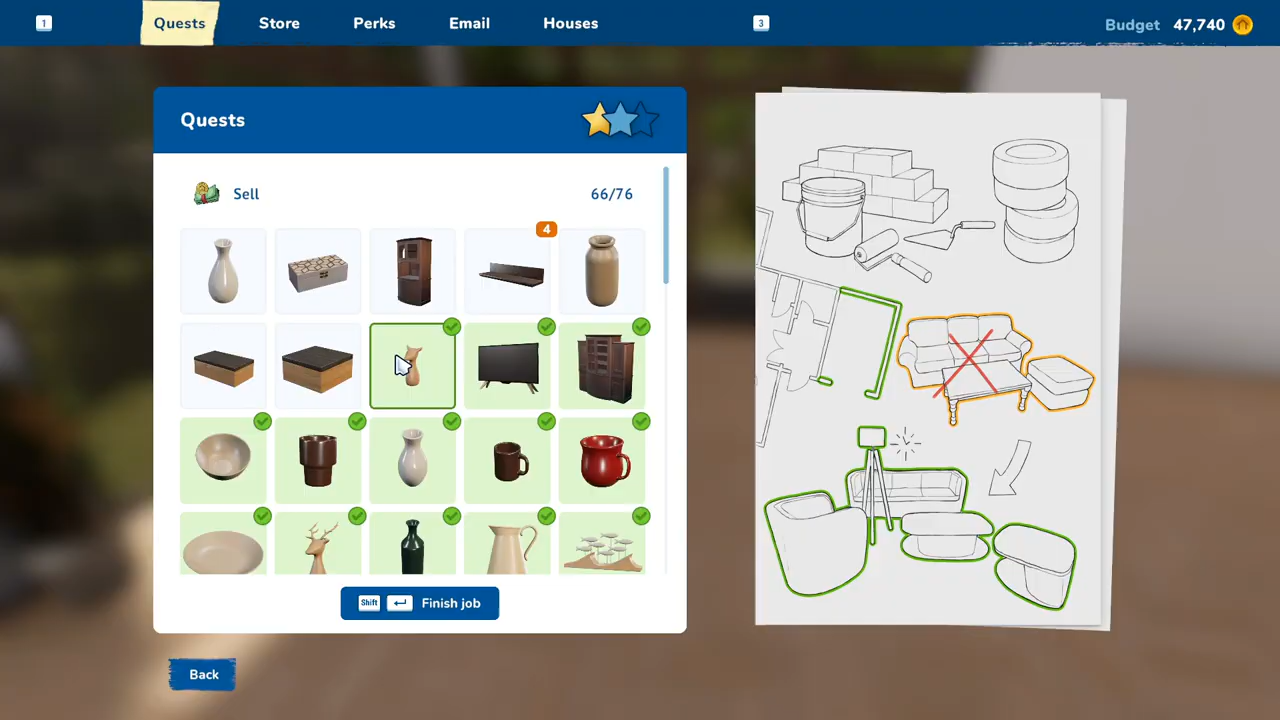 1 Quests Store Perks Email Houses 3 Budget 47,740
Quests
Sell 66/76
4
Shift Finish job
Back